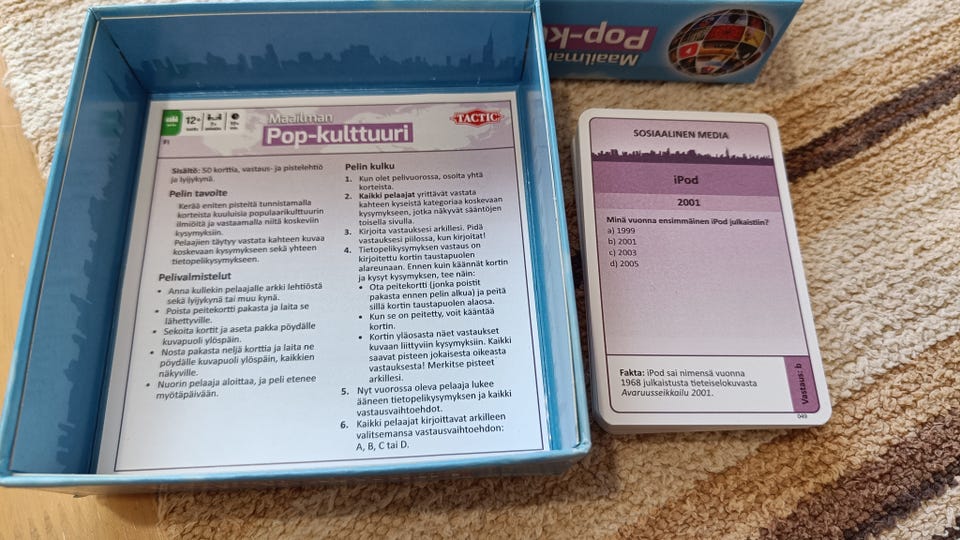 Maailman
Pop-kulttuuri
TACTIC
12+
FI
Sisältö: 50 korttia, vastaus- ja pistelehtiö
ja lyijykynä.
Pelin tavoite
Kerää eniten pisteitä tunnistamalla
korteista kuuluisia populaarikulttuurin
ilmiöitä ja vastaamalla niitä koskeviin
kysymyksiin.
Pelaajien täytyy vastata kahteen kuvaa
koskevaan kysymykseen sekä yhteen
tietopelikysymykseen.
Pelivalmistelut
• Anna kullekin pelaajalle arkki lehtiöstä
sekä lyijykynä tai muu kynä.
• Poista peitekortti pakasta ja laita se
lähettyville.
• Sekoita kortit ja aseta pakka pöydälle
kuvapuoli ylöspäin.
• Nosta pakasta neljä korttia ja laita ne
pöydälle kuvapuoli ylöspäin, kaikkien
näkyville.
• Nuorin pelaaja aloittaa, ja peli etenee
myötäpäivään.
Pelin kulku
1. Kun olet pelivuorossa, osoita yhtä
korteista.
2. Kaikki pelaajat yrittävät vastata
kahteen kyseistä kategoriaa koskevaan
kysymykseen, jotka näkyvät sääntöjen
toisella sivulla.
3. Kirjoita vastauksesi arkillesi. Pidä
vastauksesi piilossa, kun kirjoitat!
4. Tietopelikysymyksen vastaus on
kirjoitettu kortin taustapuolen
alareunaan. Ennen kuin käännät kortin
ja kysyt kysymyksen, tee näin:
• Ota peitekortti (jonka poistit
pakasta ennen pelin alkua) ja peitä
sillä kortin taustapuolen alaosa.
• Kun se on peitetty, voit kääntää
kortin.
• Kortin yläosasta näet vastaukset
kuvaan liittyviin kysymyksiin. Kaikki
saavat pisteen jokaisesta oikeasta
vastauksesta! Merkitse pisteet
arkillesi.
5. Nyt vuorossa oleva pelaaja lukee
ääneen tietopelikysymyksen ja kaikki
vastausvaihtoehdot.
6. Kaikki pelaajat kirjoittavat arkilleen
valitsemansa vastausvaihtoehdon:
A, B, C tai D.
Maailman
Pop-ku
SOSIAALINEN MEDIA
iPod
2001
Minä vuonna ensimmäinen iPod julkaistiin?
a) 1999
b) 2001
c) 2003
d) 2005
Fakta: iPod sai nimensä vuonna
1968 julkaistusta tieteiselokuvasta
Avaruusseikkailu 2001.
Vastaus: b
049